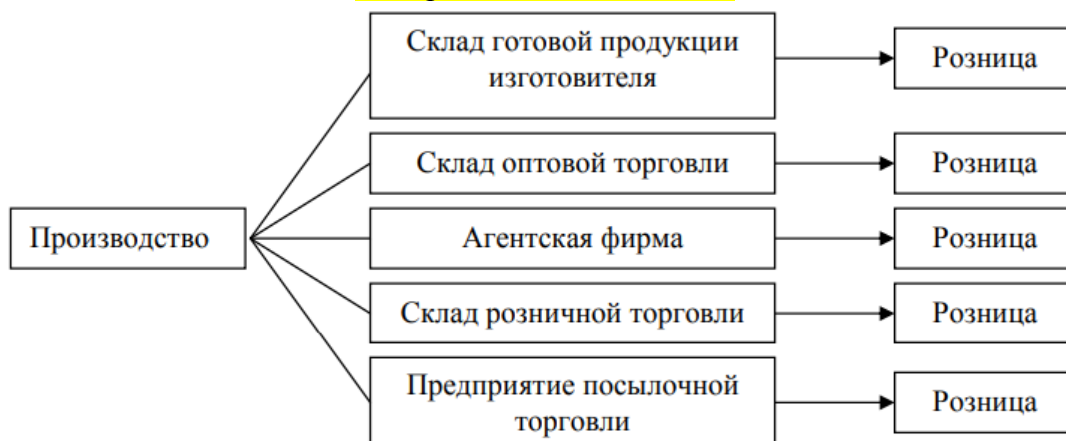 Склад готовой продукции
изготовителя
Розница
Склад оптовой торговли
Розница
Производство
Агентская фирма
Розница
Склад розничной торговли
Розница
Предприятие посылочной
торговли
Розница